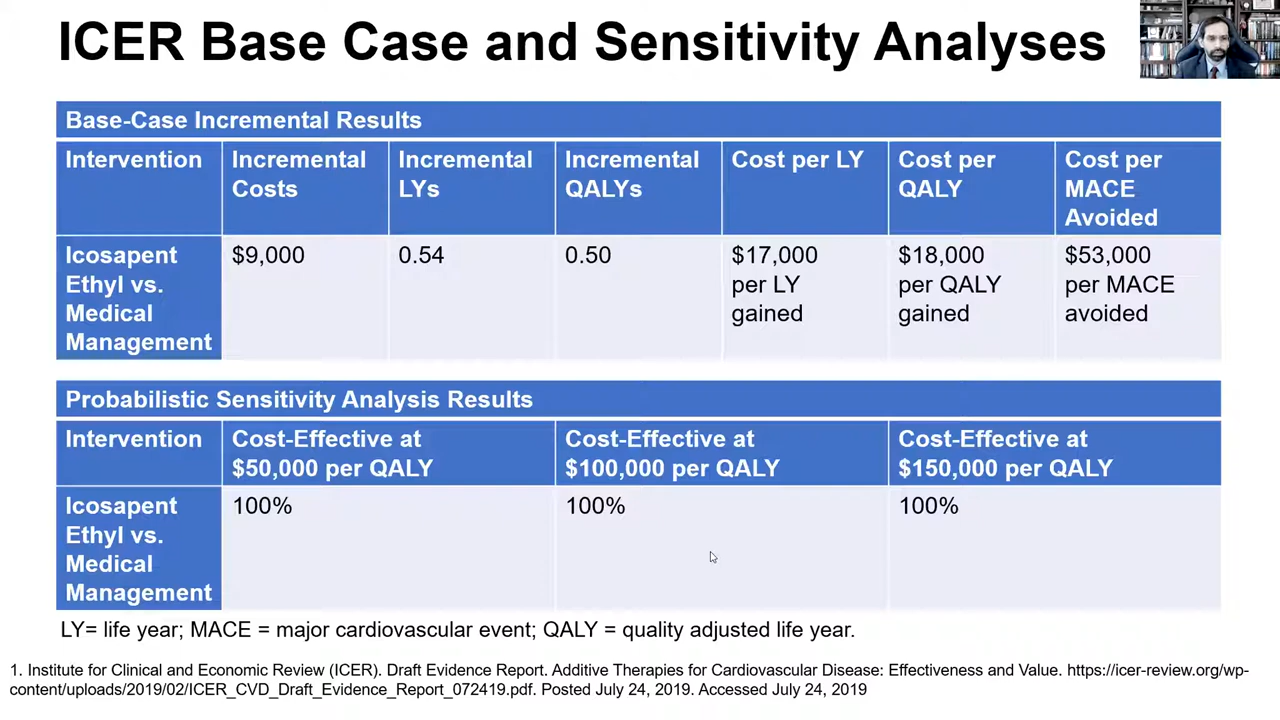 ICER Base Case and Sensitivity Analyses
Base-Case Incremental Results
Intervention
Incremental
Costs
Incremental
LYs
Incremental
QALYs
Cost per LY
Cost per
QALY
Cost per
MACE
Avoided
Icosapent
Ethyl vs.
Medical
Management
$9,000
0.54
0.50
$17,000
per LY
gained
$18,000
per QALY
gained
$53,000
per MACE
avoided
Probabilistic Sensitivity Analysis Results
Intervention
Cost-Effective at
$50,000 per QALY
Cost-Effective at
$100,000 per QALY
Cost-Effective at
$150,000 per QALY
Icosapent
Ethyl vs.
Medical
Management
100%
100%
100%
LY= life year; MACE = major cardiovascular event; QALY = quality adjusted life year.
1. Institute for Clinical and Economic Review (ICER). Draft Evidence Report. Additive Therapies for Cardiovascular Disease: Effectiveness and Value. https://icer-review.org/wp-
content/uploads/2019/02/ICER_CVD_Draft_Evidence_Report_072419.pdf. Posted July 24, 2019. Accessed July 24, 2019